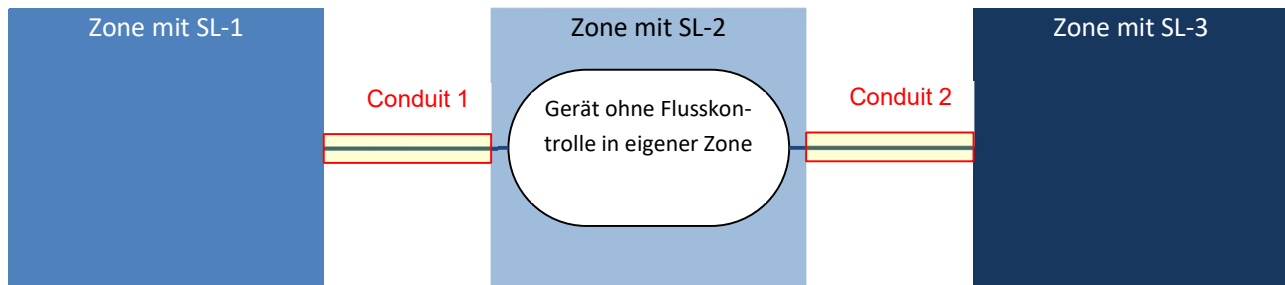 Zone mit SL-1
Zone mit SL-2
Zone mit SL-3
Conduit 1
Gerät ohne Flusskon-
trolle in eigener Zone
Conduit 2